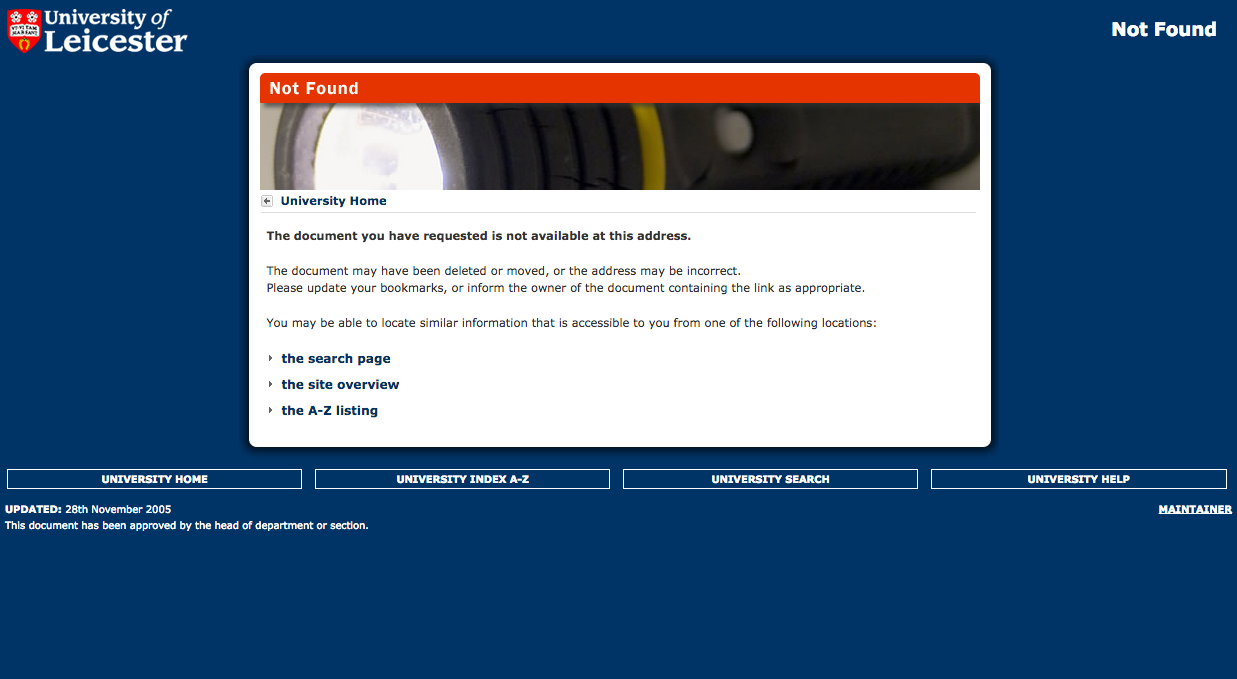 University of
Leicester
Not Found
Not Found
University Home
The document you have requested is not available at this address.
The document may have been deleted or moved, or the address may be incorrect.
Please update your bookmarks, or inform the owner of the document containing the link as appropriate.
You may be able to locate similar information that is accessible to you from one of the following locations:
the search page
the site overview
the A-Z listing
UNIVERSITY HOME
UNIVERSITY INDEX A-Z
UNIVERSITY SEARCH
UNIVERSITY HELP
UPDATED: 28th November 2005
MAINTAINER
This document has been approved by the head of department or section.